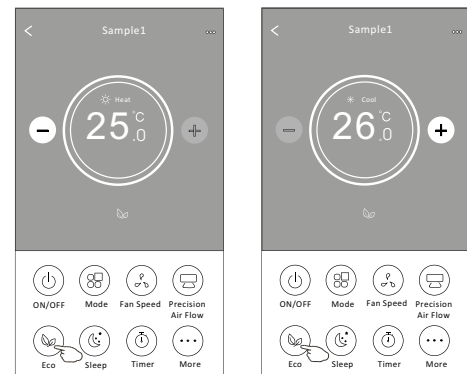 Sample1
Heat
25.0°C
ON/OFF
Mode
Fan Speed
Precision
Air Flow
Eco
Sleep
Timer
More
Sample1
Cool
26.0°C
ON/OFF
Mode
Fan Speed
Precision
Air Flow
Eco
Sleep
Timer
More